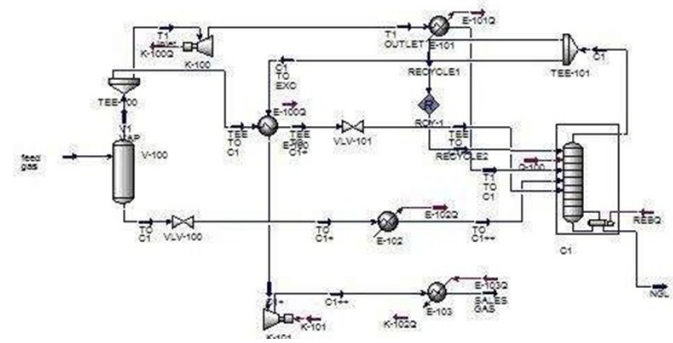 T1
K-100Q
K-100
T1
OUTLET
E-101Q
E-101
C1
TO
EXC
RECYCLE1
TEE-101
C1
TEE-100
V1
feed
gas
V-100
TEE
TO
C1
E-100Q
TEE
C1+
VLV-101
RCY-1
TEE
TO
RECYCLE2
T1
TO
C1
TO
C1
VLV-100
TO
C1+
E-102Q
E-102
TO
C1++
REBQ
C1
NGL
C1++
K-101
K-101
K-102Q
E-103Q
E-103
SALES
GAS